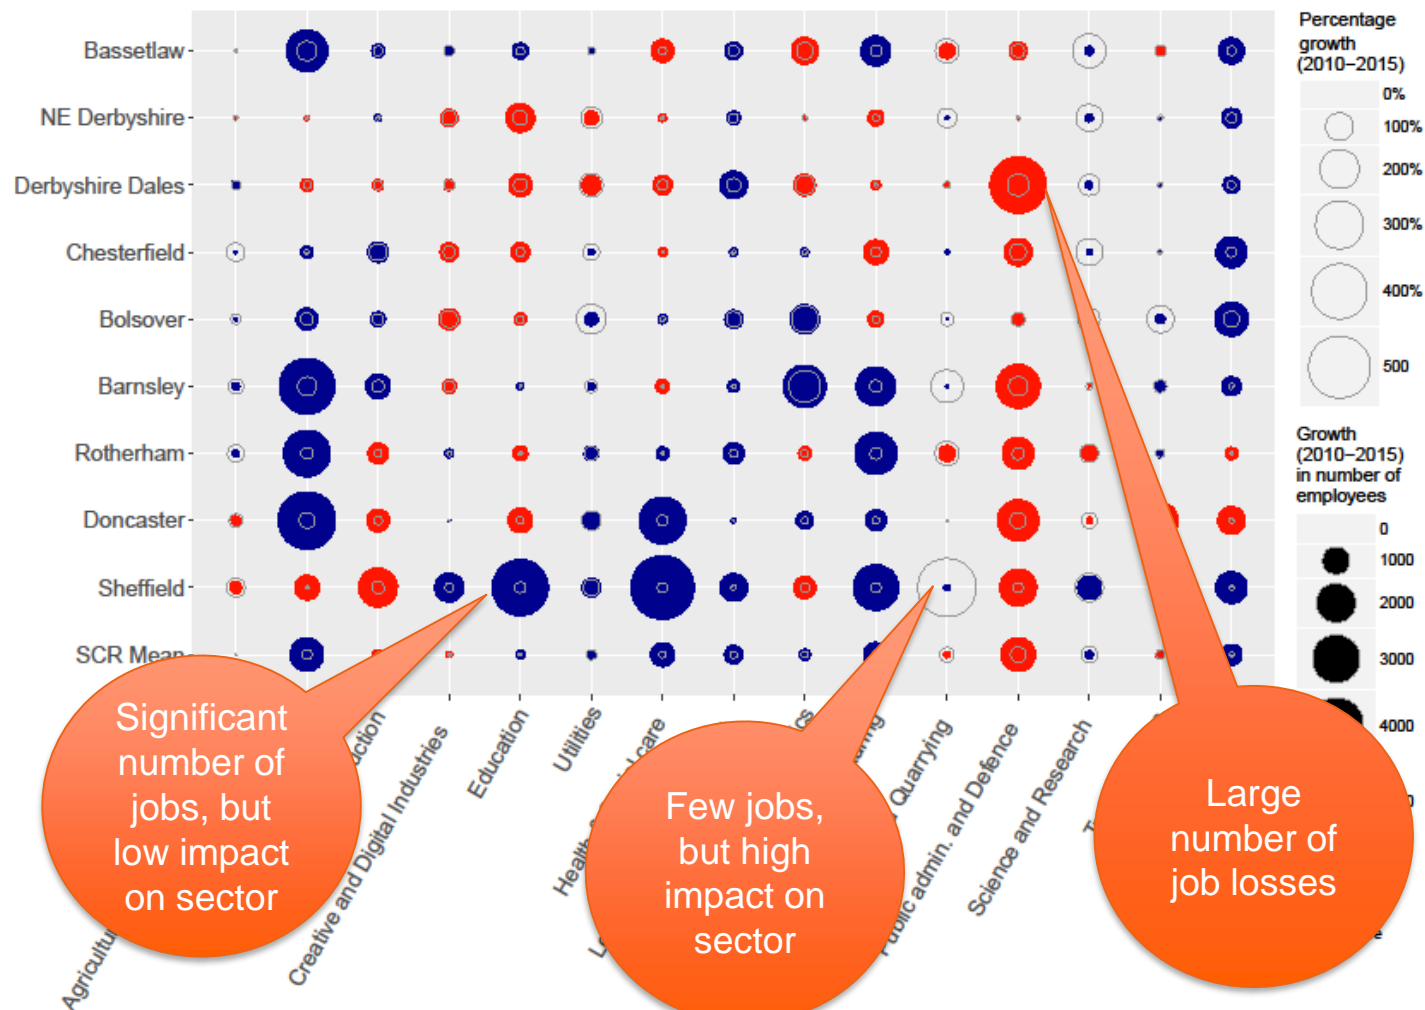 Bassetlaw
NE Derbyshire
Derbyshire Dales
Chesterfield
Bolsover
Barnsley
Rotherham
Doncaster
Sheffield
SCR Mean
Creative and Digital Industries
Education
Utilities
Quarrying
Public admin. and Defence
Science and Research
Percentage
growth
(2010–2015)
0%
100%
200%
300%
400%
500
Growth
(2010–2015)
in number of
employees
0
1000
2000
3000
4000
Significant
number of
jobs, but
low impact
on sector
Few jobs,
but high
impact on
sector
Large
number of
job losses